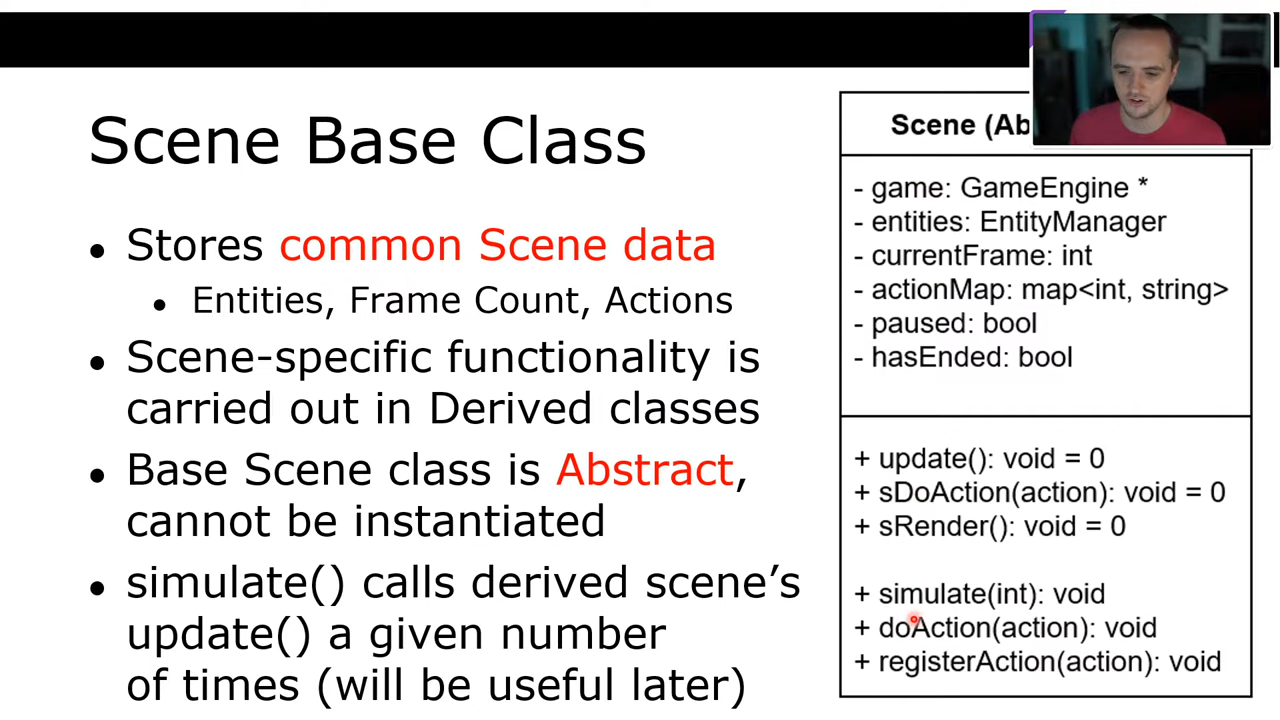 Scene Base Class
• Stores common Scene data
• Entities, Frame Count, Actions
• Scene-specific functionality is
carried out in Derived classes
• Base Scene class is Abstract,
cannot be instantiated
• simulate() calls derived scene’s
update() a given number
of times (will be useful later)
Scene
- game: GameEngine *
- entities: EntityManager
- currentFrame: int
- actionMap: map<int, string>
- paused: bool
- hasEnded: bool
+ update(): void = 0
+ sDoAction(action): void = 0
+ sRender(): void = 0
+ simulate(int): void
+ doAction(action): void
+ registerAction(action): void